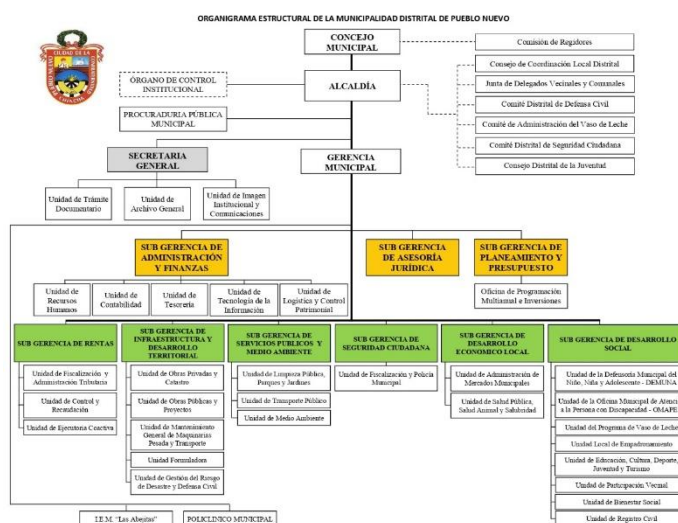 ORGANIGRAMA ESTRUCTURAL DE LA MUNICIPALIDAD DISTRITAL DE PUEBLO NUEVO
CONCEJO
MUNICIPAL
Comisión de Regidores
Consejo de Coordinación Local Distrital
ÓRGANO DE CONTROL
INSTITUCIONAL
ALCALDÍA
Junta de Delegados Vecinales y Comunales
Comité Distrital de Defensa Civil
PROCURADURIA PÚBLICA
MUNICIPAL
Comité de Administración del Vaso de Leche
Comité Distrital de Seguridad Ciudadana
Consejo Distrital de la Juventud
SECRETARIA
GENERAL
GERENCIA
MUNICIPAL
Unidad de Trámite
Documentario
Unidad de
Archivo General
Unidad de Imagen
Institucional y
Comunicaciones
SUB GERENCIA DE
ADMINISTRACIÓN
Y FINANZAS
SUB GERENCIA
DE ASESORÍA
JURÍDICA
SUB GERENCIA DE
PLANEAMIENTO Y
PRESUPUESTO
Unidad de
Recursos
Humanos
Unidad de
Contabilidad
Unidad de
Tesorería
Unidad de
Tecnología de la
Información
Unidad de
Logística y Control
Patrimonial
Oficina de Programación
Multianual e Inversiones
SUB GERENCIA DE RENTAS
SUB GERENCIA DE
INFRAESTRUCTURA Y
DESARROLLO
TERRITORIAL
SUB GERENCIA DE
SERVICIOS PUBLICOS Y
MEDIO AMBIENTE
SUB GERENCIA DE
SEGURIDAD CIUDADANA
SUB GERENCIA DE
DESARROLLO
ECONOMICO LOCAL
SUB GERENCIA DE DESARROLLO
SOCIAL
Unidad de Fiscalización y
Administración Tributaria
Unidad de Control y
Recaudación
Unidad de Ejecutoria Coactiva
Unidad de Obras Privadas y
Catastro
Unidad de Obras Públicas y
Proyectos
Unidad de Mantenimiento
General de Maquinarias
Pesada y Transporte
Unidad Formuladora
Unidad de Gestión del Riesgo
de Desastre y Defensa Civil
Unidad de Limpieza Pública,
Parques y Jardines
Unidad de Transporte Público
Unidad de Medio Ambiente
Unidad de Fiscalización y Policía
Municipal
Unidad de Administración de
Mercados Municipales
Unidad de Salud Pública,
Salud Animal y Salubridad
Unidad de la Defensoría Municipal del
Niño, Niña y Adolescente - DEMUNA
Unidad de la Oficina Municipal de Atención
a la Persona con Discapacidad - OMAPED
Unidad del Programa de Vaso de Leche
Unidad Local de Empadronamiento
Unidad de Educación, Cultura, Deporte,
Juventud y Turismo
Unidad de Participación Vecinal
Unidad de Bienestar Social
Unidad de Registro Civil
I.E.M. "Las Abejitas"
POLICLINICO MUNICIPAL